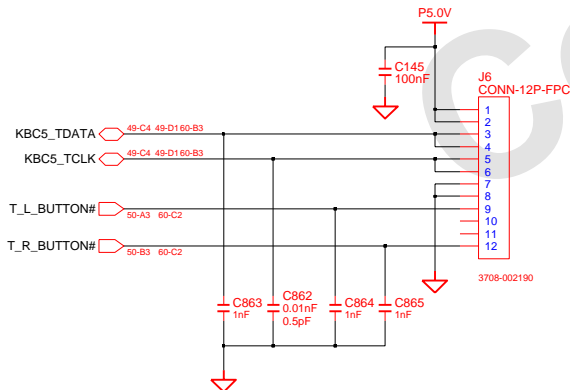 P5.0V
C145
100nF
J6
CONN-12P-FPC
1
2
KBC5_TDATA 49-C4 49-D160-B3 3
4
KBC5_TCLK 49-C4 49-D160-B3 5
6
7
8
T_L_BUTTON# 50-A3 60-C2 9
10
11
T_R_BUTTON# 50-B3 60-C2 12
3708-002190
C863
1nF
C862
0.01nF
0.5pF
C864
1nF
C865
1nF